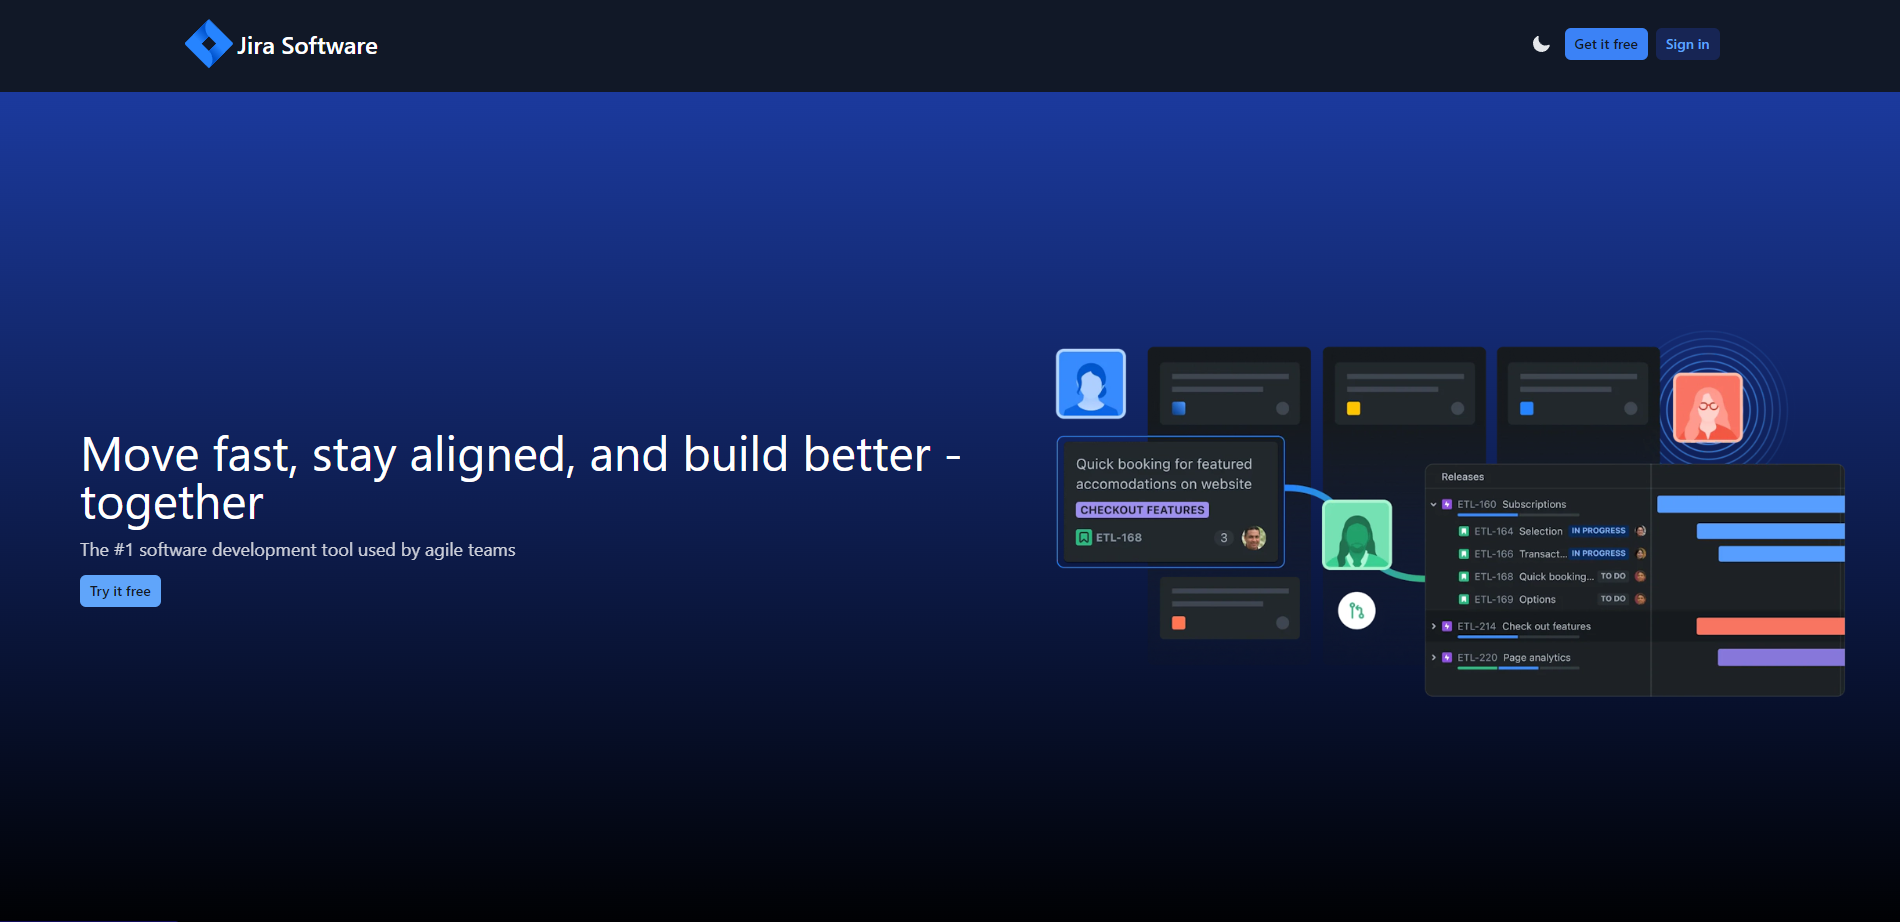 Jira Software
Get it free
Sign in
Move fast, stay aligned, and build better -
together
The #1 software development tool used by agile teams
Try it free
Quick booking for featured
accomodations on website
CHECKOUT FEATURES
ETL-168
3
Releases
ETL-160 Subscriptions
ETL-164 Selection IN PROGRESS
ETL-166 Transact... IN PROGRESS
ETL-168 Quick booking... TO DO
ETL-169 Options TO DO
ETL-214 Check out features
ETL-220 Page analytics